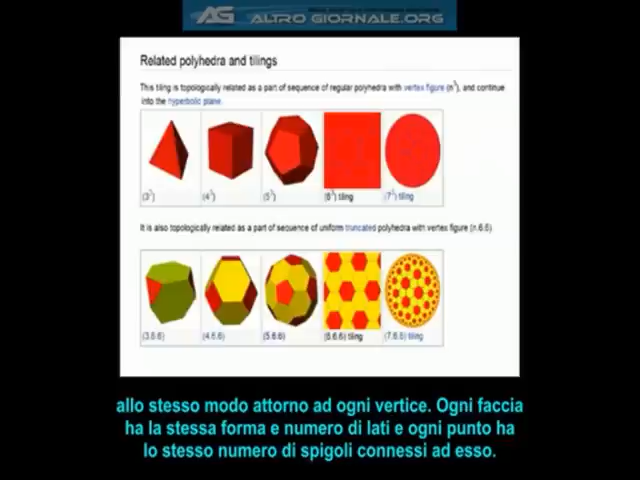 ALTRO GIORNALE.ORG
Related polyhedra and tilings
This tiling is topologically related as a part of sequence of regular polyhedra with vertex figure (n³), and continue
into the hyperbolic plane.
(3³) (4³) (5³) (6³) tiling (7³) tiling
It is also topologically related as a part of sequence of uniform truncated polyhedra with vertex figure (n.6.6)
(3.6.6) (4.6.6) (5.6.6) (6.6.6) tiling (7.6.6) tiling
allo stesso modo attorno ad ogni vertice. Ogni faccia
ha la stessa forma e numero di lati e ogni punto ha
lo stesso numero di spigoli connessi ad esso.